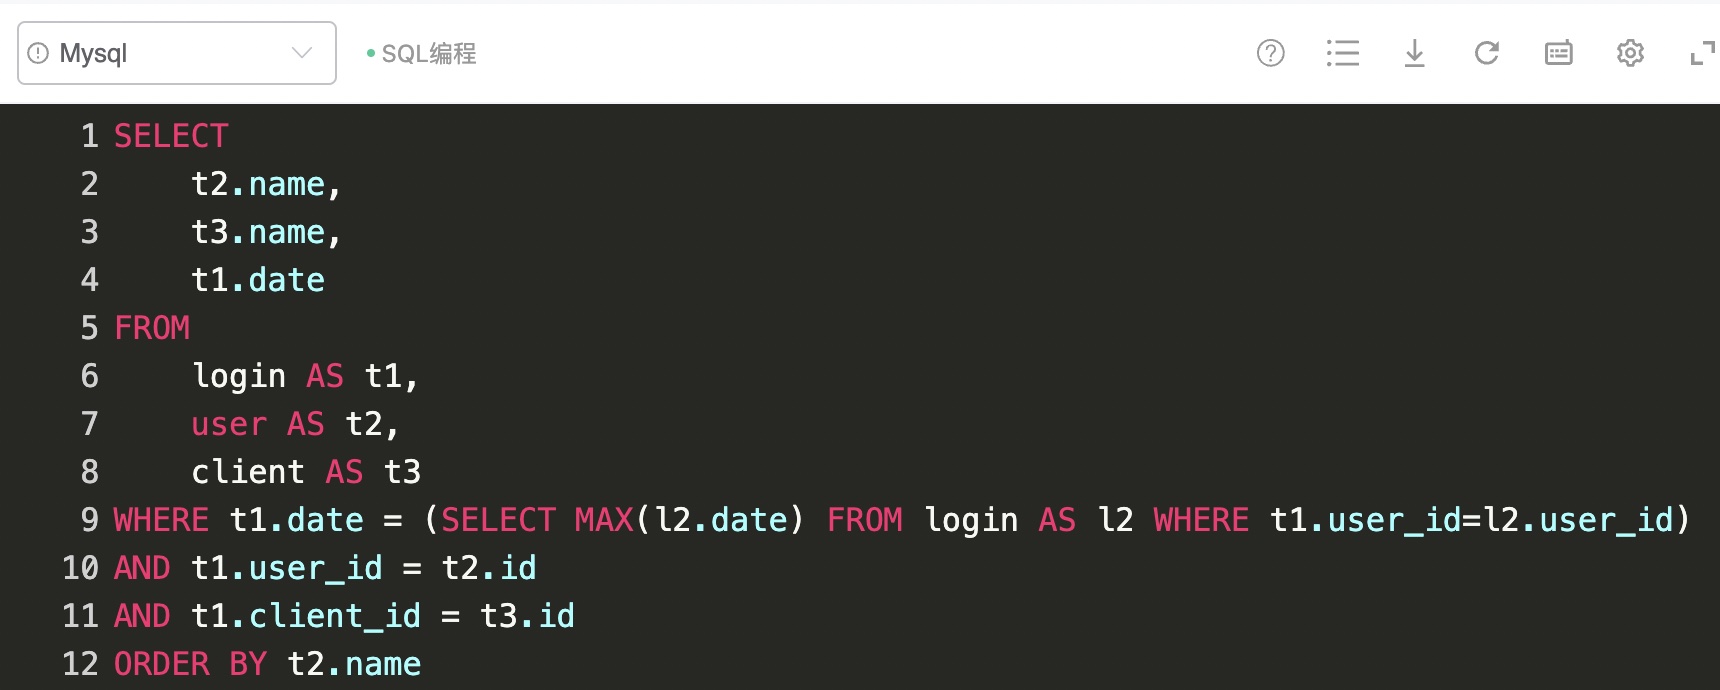 Mysql
SQL编程
1 SELECT
2 t2.name,
3 t3.name,
4 t1.date
5 FROM
6 login AS t1,
7 user AS t2,
8 client AS t3
9 WHERE t1.date = (SELECT MAX(l2.date) FROM login AS l2 WHERE t1.user_id=l2.user_id)
10 AND t1.user_id = t2.id
11 AND t1.client_id = t3.id
12 ORDER BY t2.name